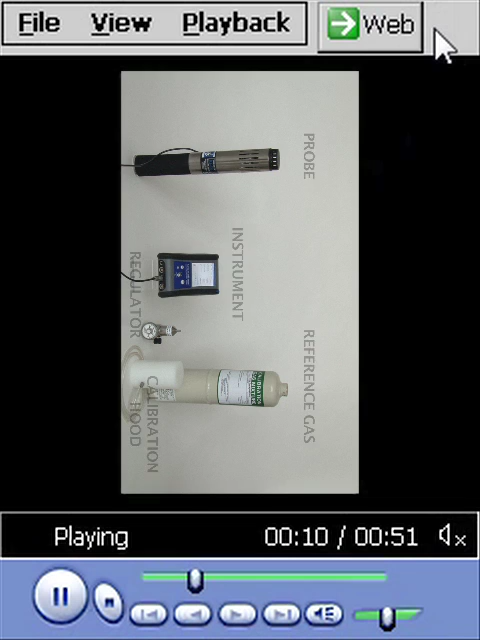 File View Playback Web
PROBE
INSTRUMENT
REGULATOR
REFERENCE GAS
CALIBRATION
HOOD
Playing 00:10 / 00:51